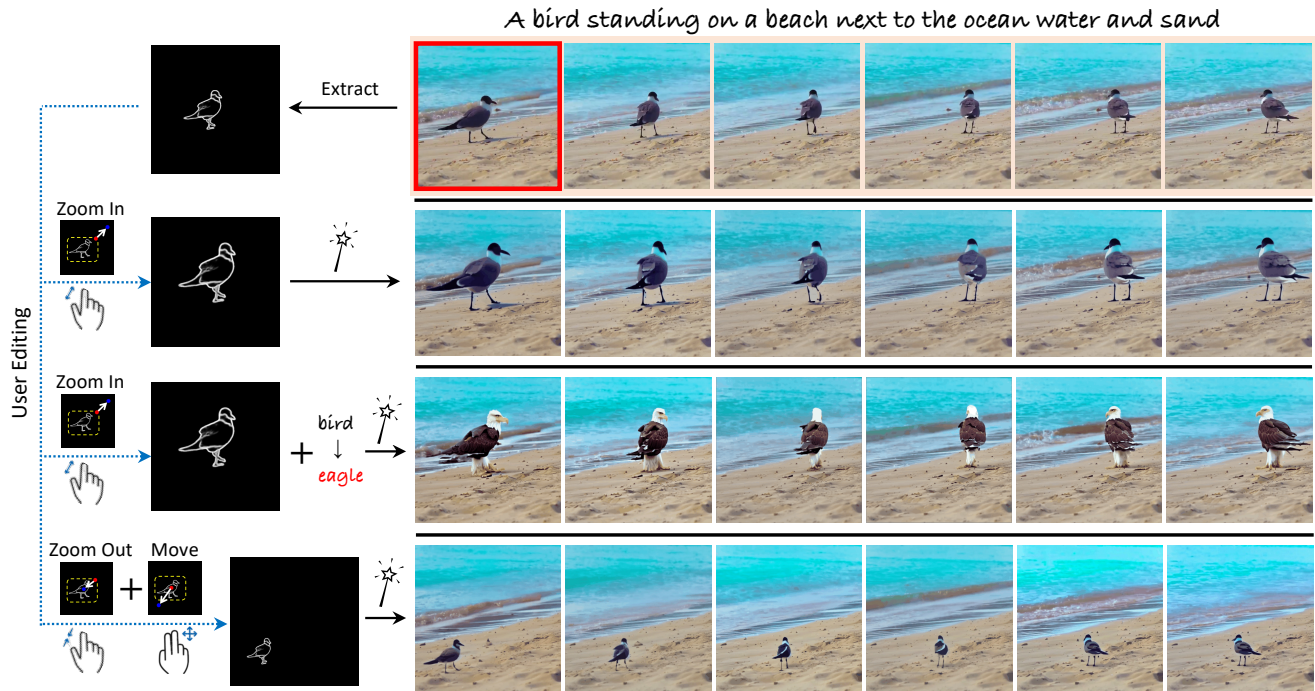 A bird standing on a beach next to the ocean water and sand
Extract
User Editing
Zoom In
Zoom In
bird
eagle
Zoom Out
Move